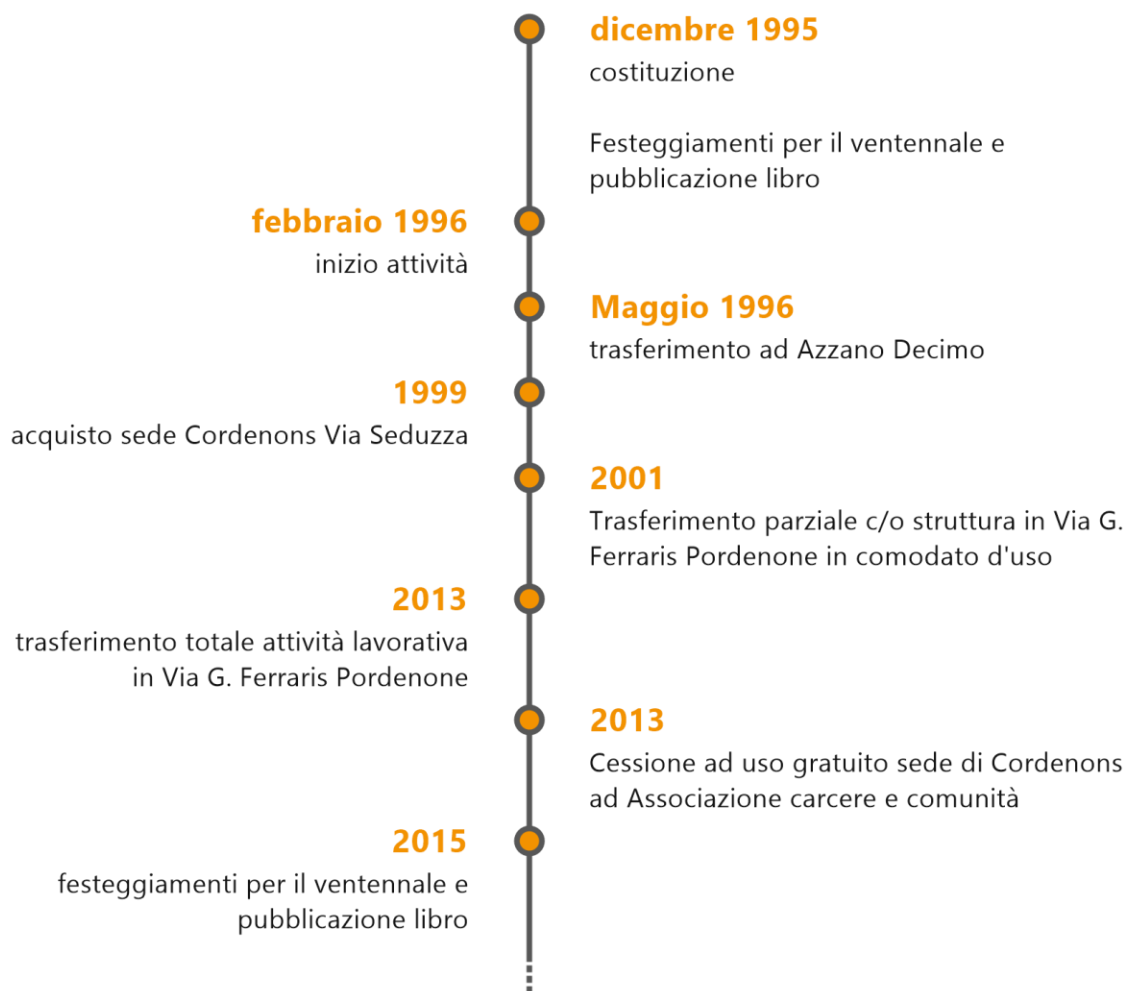 dicembre 1995
costituzione
Festeggiamenti per il ventennale e
pubblicazione libro
febbraio 1996
inizio attività
Maggio 1996
trasferimento ad Azzano Decimo
1999
acquisto sede Cordenons Via Seduzza
2001
Trasferimento parziale c/o struttura in Via G.
Ferraris Pordenone in comodato d'uso
2013
trasferimento totale attività lavorativa
in Via G. Ferraris Pordenone
2013
Cessione ad uso gratuito sede di Cordenons
ad Associazione carcere e comunità
2015
festeggiamenti per il ventennale e
pubblicazione libro